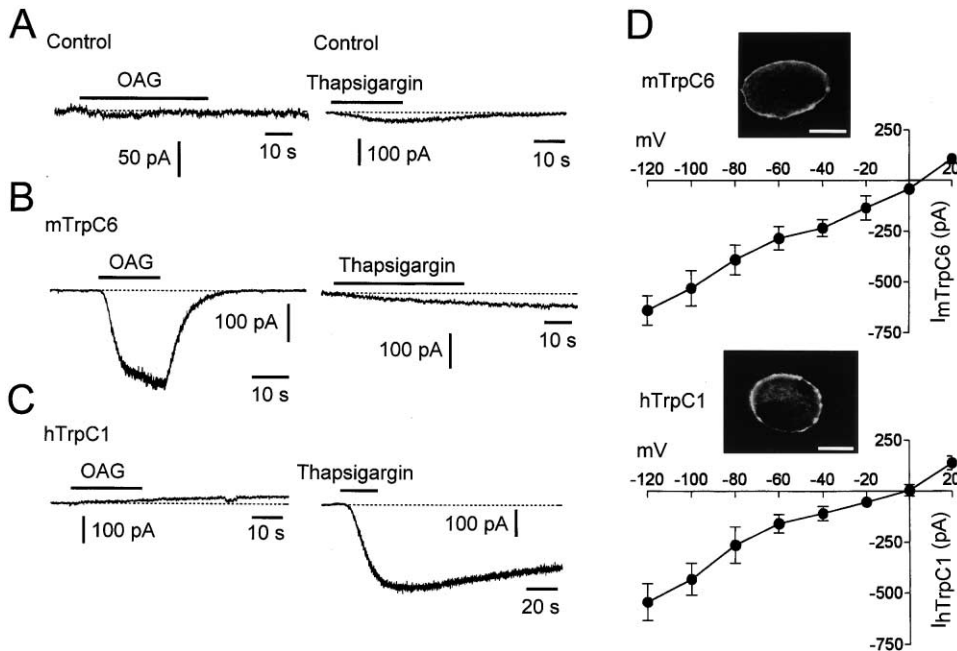 A
Control
OAG
50 pA
10 s
Control
Thapsigargin
100 pA
10 s
B
mTrpC6
OAG
100 pA
10 s
Thapsigargin
100 pA
10 s
C
hTrpC1
OAG
100 pA
10 s
Thapsigargin
100 pA
20 s
D
mTrpC6
mV
-120 -100 -80 -60 -40 -20 20
250
-250
-500
-750
ImTrpC6 (pA)
hTrpC1
mV
-120 -100 -80 -60 -40 -20 0 20
250
-250
-500
-750
IhTrpC1 (pA)